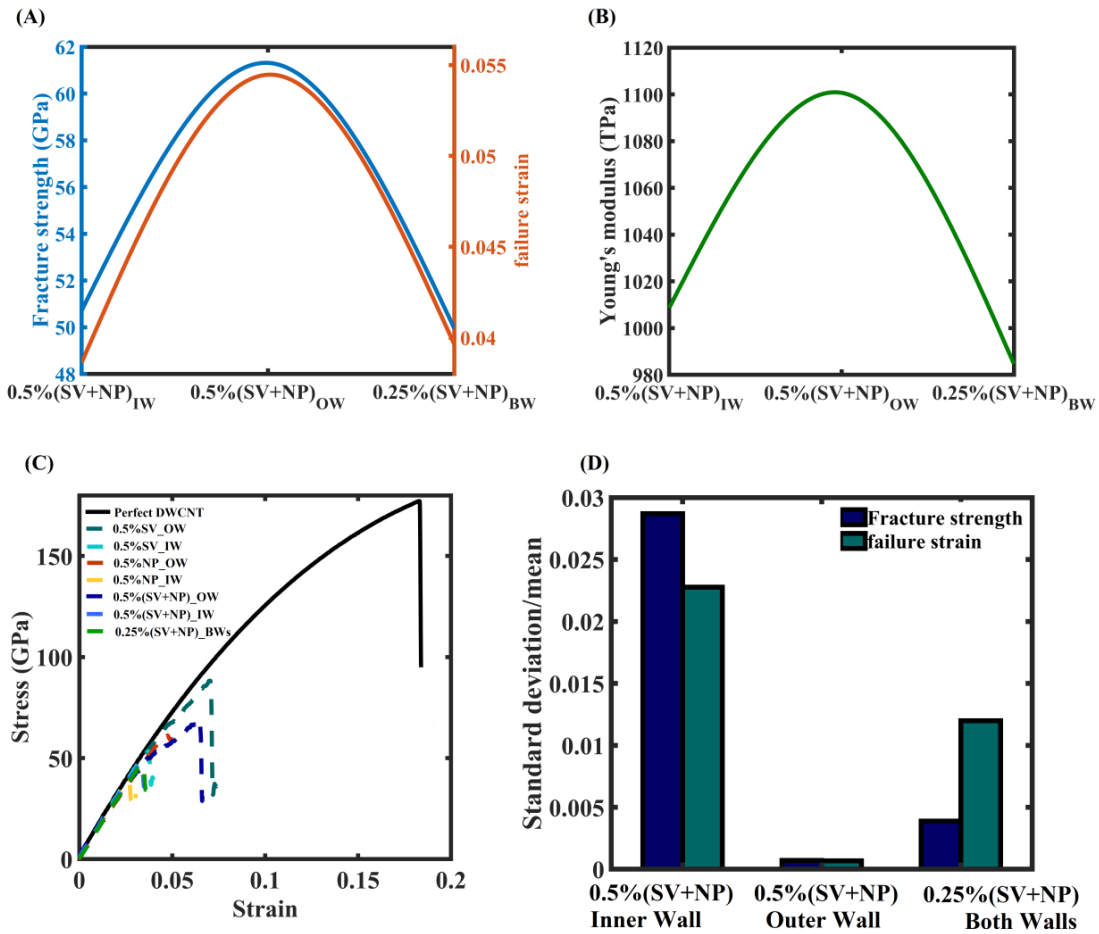 (A)
Fracture strength (GPa)
62
60
58
56
54
52
50
48
0.055
0.05
0.045
0.04
failure strain
0.5%(SV+NP)IW
0.5%(SV+NP)OW
0.25%(SV+NP)BW
(B)
Young's modulus (TPa)
1120
1100
1080
1060
1040
1020
1000
980
0.5%(SV+NP)IW
0.5%(SV+NP)OW
0.25%(SV+NP)BW
(C)
Stress (GPa)
150
100
50
0
Perfect DWCNT
0.5%SV_OW
0.5%SV_IW
0.5%NP_OW
0.5%NP_IW
0.5%(SV+NP)_OW
0.5%(SV+NP)_IW
0.25%(SV+NP)_BWs
0 0.05 0.1 0.15 0.2
Strain
(D)
Standard deviation/mean
0.03
0.025
0.02
0.015
0.01
0.005
0
Fracture strength
failure strain
0.5%(SV+NP) 0.5%(SV+NP) 0.25%(SV+NP)
Inner Wall Outer Wall Both Walls